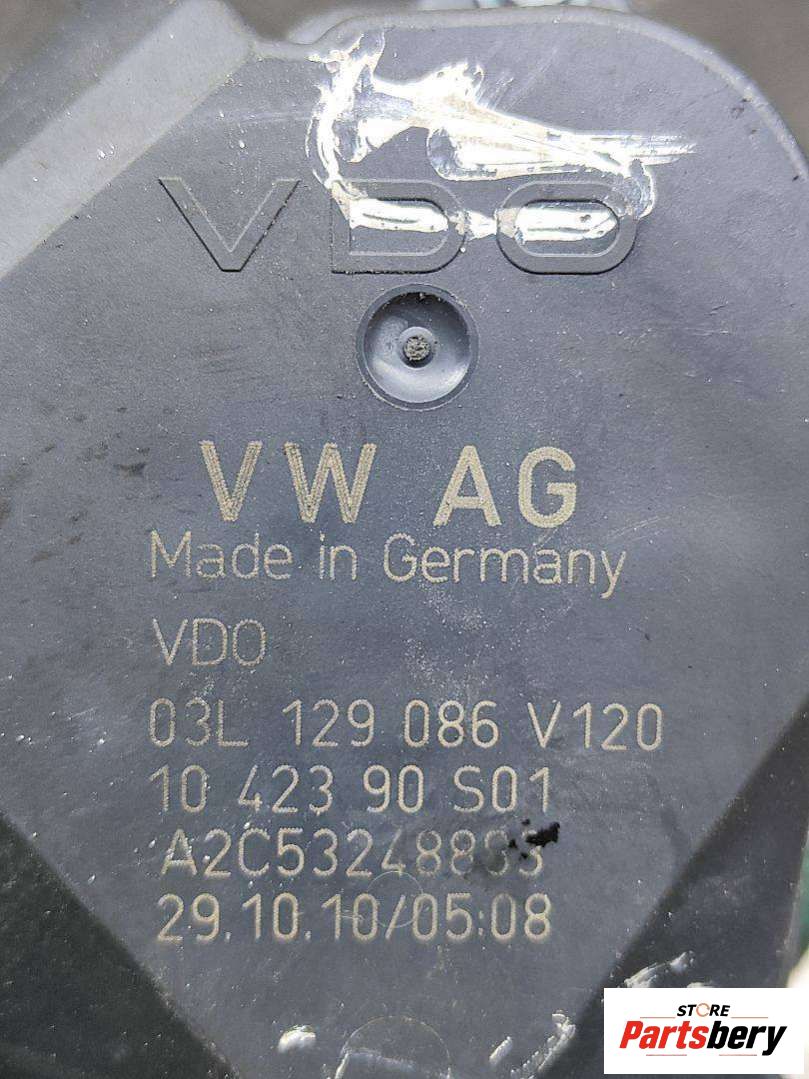 VDO
VW AG
Made in Germany
VDO
03L 129 086 V120
10 423 90 S01
29.10.10/05:08
STORE
Partsbery